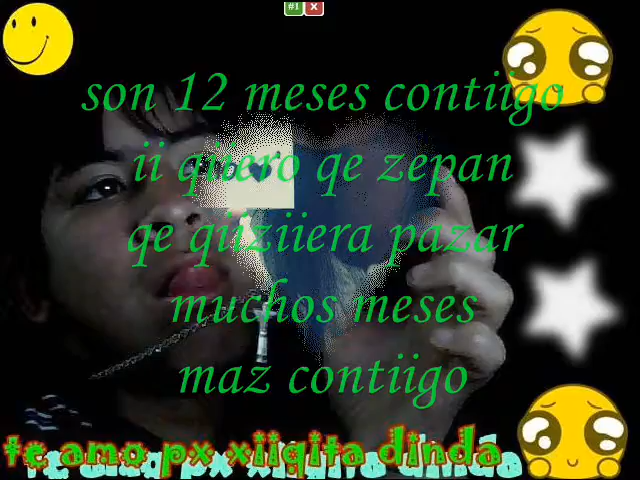 #1
son 12 meses contiigo
ii qiiero qe zepan
qe qiiziiera pazar
muchos meses
maz contiigo
te amo px xiiqita dinda